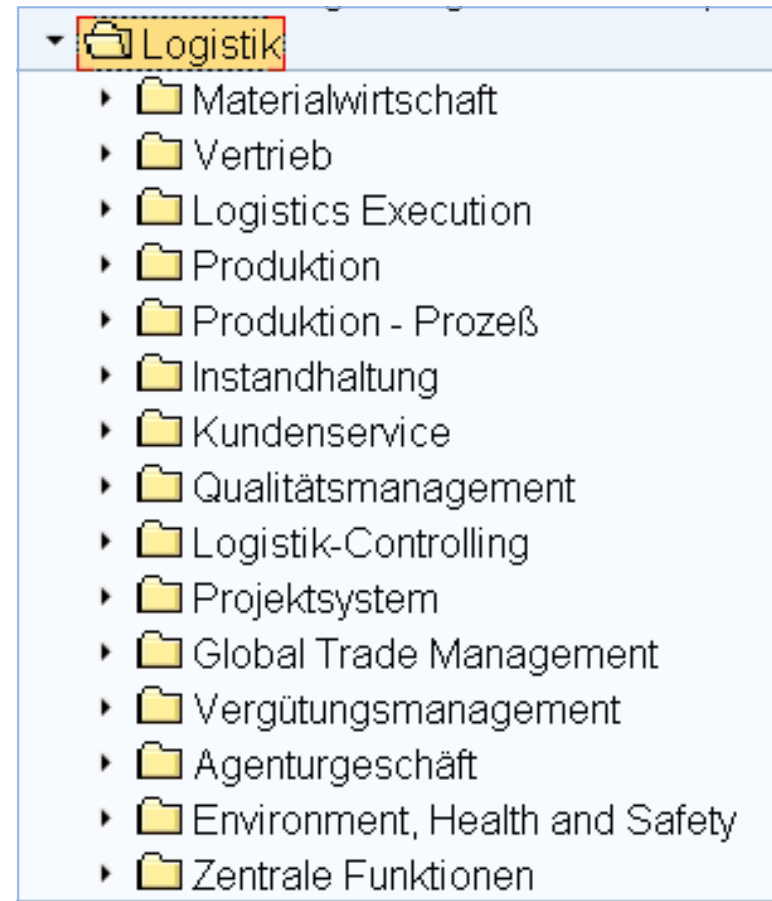 Logistik
Materialwirtschaft
Vertrieb
Logistics Execution
Produktion
Produktion - Prozeß
Instandhaltung
Kundenservice
Qualitätsmanagement
Logistik-Controlling
Projektsystem
Global Trade Management
Vergütungsmanagement
Agenturgeschäft
Environment, Health and Safety
Zentrale Funktionen